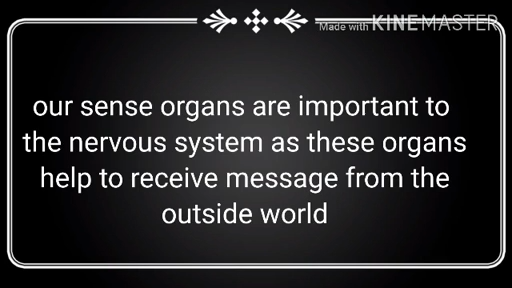 Made with KINEMASTER
our sense organs are important to
the nervous system as these organs
help to receive message from the
outside world